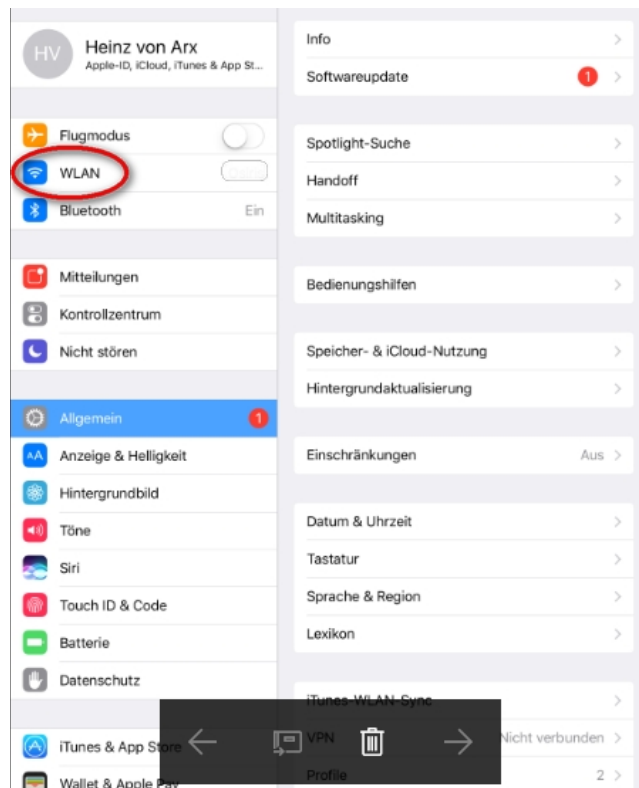 HV
Heinz von Arx
Apple-ID, iCloud, iTunes & App St...
Flugmodus
WLAN
Bluetooth Ein
Mitteilungen
Kontrollzentrum
Nicht stören
Allgemein 1
Anzeige & Helligkeit
Hintergrundbild
Töne
Siri
Touch ID & Code
Batterie
Datenschutz
iTunes & App Store
Wallet & Apple Pay
Info
Softwareupdate 1
Spotlight-Suche
Handoff
Multitasking
Bedienungshilfen
Speicher- & iCloud-Nutzung
Hintergrundaktualisierung
Einschränkungen Aus
Datum & Uhrzeit
Tastatur
Sprache & Region
Lexikon
iTunes-WLAN-Sync
VPN Nicht verbunden
Profile 2